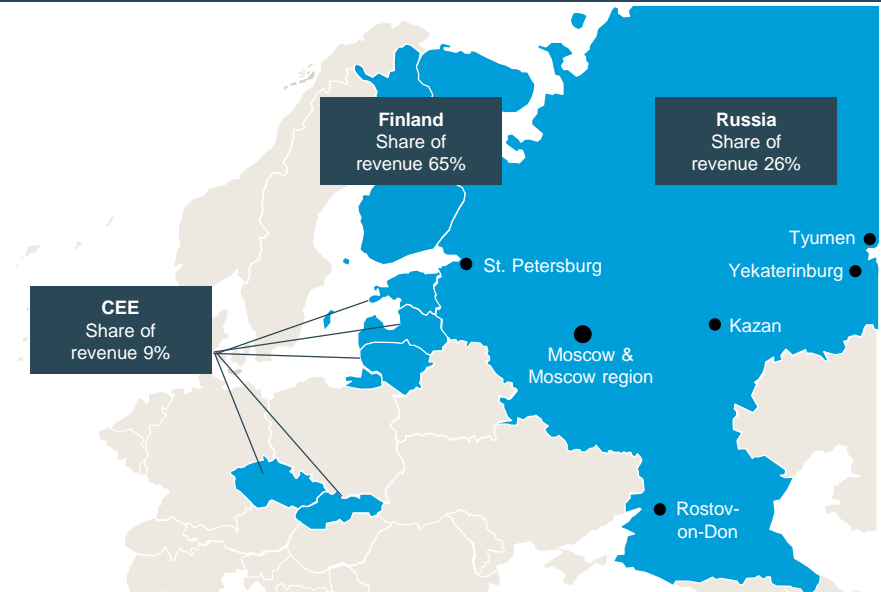 Finland
Share of
revenue 65%
Russia
Share of
revenue 26%
Tyumen
Yekaterinburg
St. Petersburg
CEE
Share of
revenue 9%
Kazan
Moscow &
Moscow region
Rostov-
on-Don